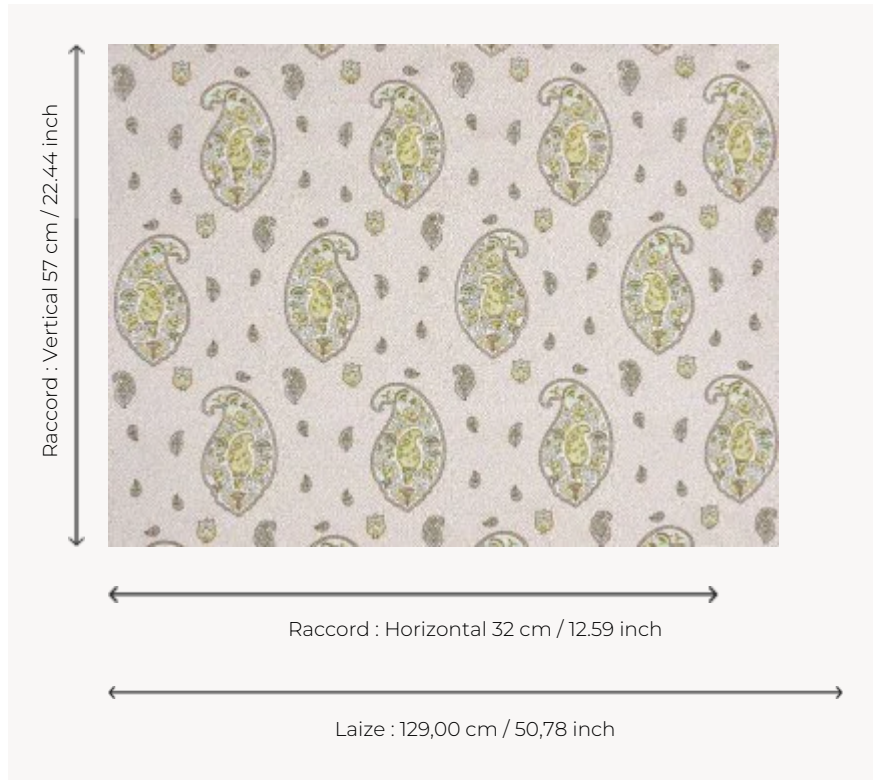 Raccord : Vertical 57 cm / 22.44 inch
Raccord : Horizontal 32 cm / 12.59 inch
Laize : 129,00 cm / 50,78 inch